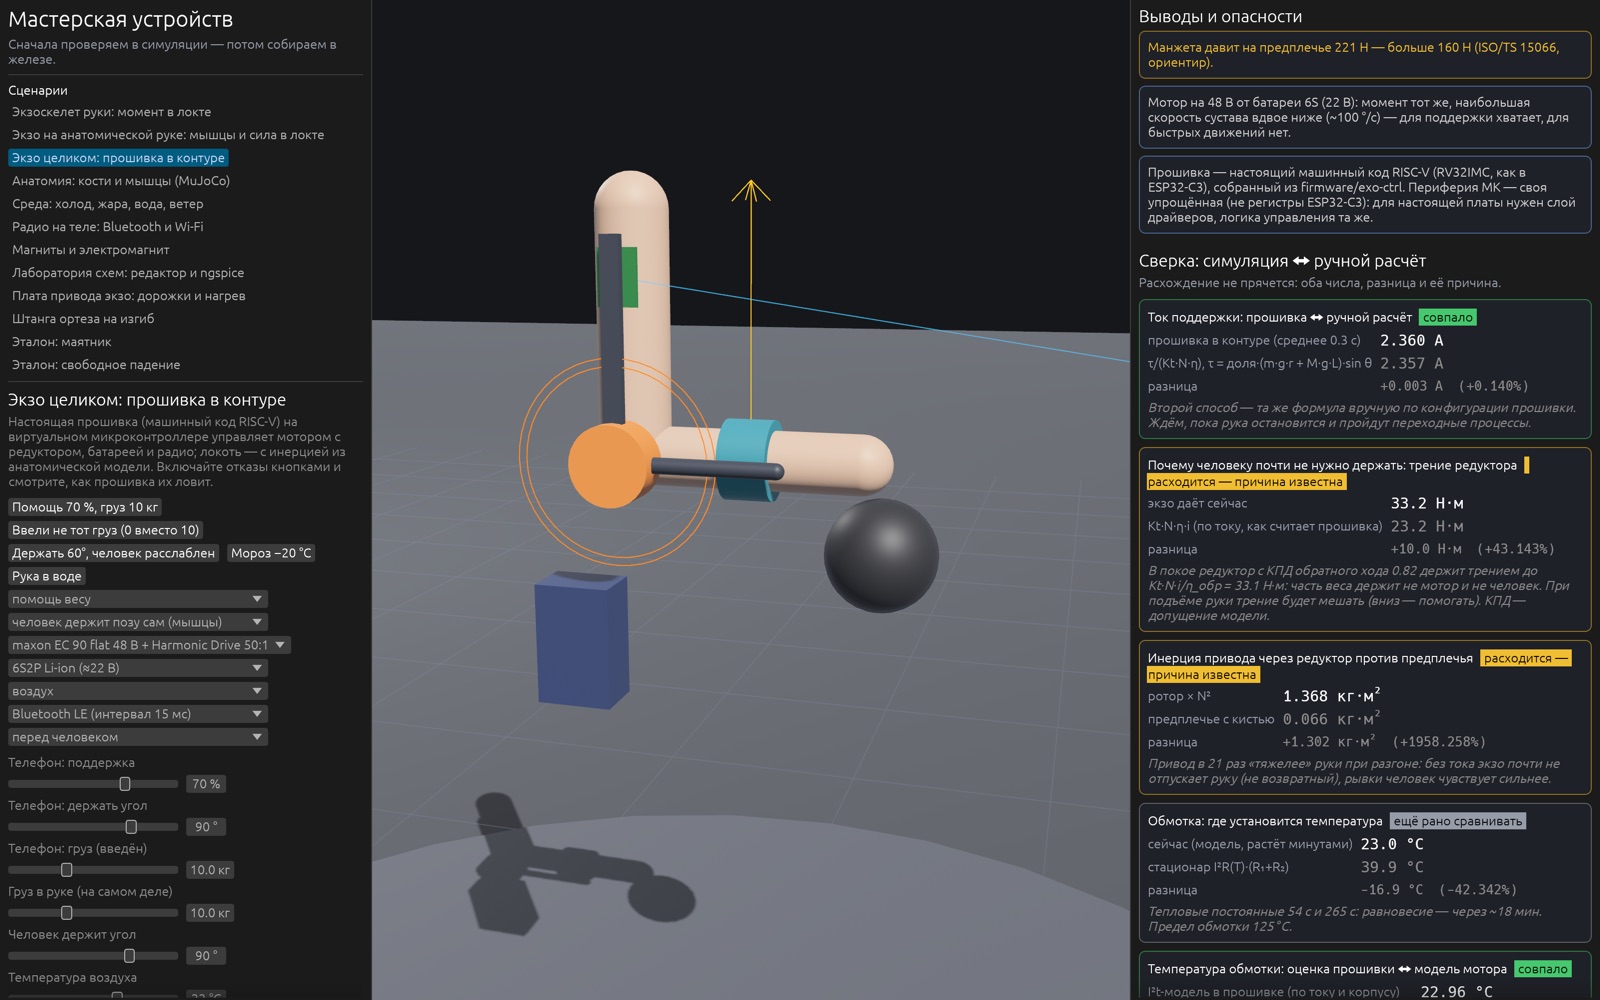 Мастерская устройств
Сначала проверяем в симуляции — потом собираем в
железе.
Сценарии
Экзоскелет руки: момент в локте
Экзо на анатомической руке: мышцы и сила в локте
Экзо целиком: прошивка в контуре
Анатомия: кости и мышцы (MuJoCo)
Среда: холод, жара, вода, ветер
Радио на теле: Bluetooth и Wi-Fi
Магниты и электромагнит
Лаборатория схем: редактор и ngspice
Плата привода экзо: дорожки и нагрев
Штанга ортеза на изгиб
Эталон: маятник
Эталон: свободное падение
Экзо целиком: прошивка в контуре
Настоящая прошивка (машинный код RISC-V) на
виртуальном микроконтроллере управляет мотором с
редуктором, батареей и радио; локоть — с инерцией из
анатомической модели. Включайте отказы кнопками и
смотрите, как прошивка их ловит.
Помощь 70 %, груз 10 кг
Ввели не тот груз (0 вместо 10)
Держать 60°, человек расслаблен Мороз −20 °C
Рука в воде
помощь весу
человек держит позу сам (мышцы)
maxon EC 90 flat 48 В + Harmonic Drive 50:1
6S2P Li-ion (≈22 В)
воздух
Bluetooth LE (интервал 15 мс)
перед человеком
Телефон: поддержка
70 %
Телефон: держать угол
90 °
Телефон: груз (введён)
10.0 кг
Груз в руке (на самом деле)
10.0 кг
Человек держит угол
90 °
Температура воздуха
Выводы и опасности
Манжета давит на предплечье 221 Н — больше 160 Н (ISO/TS 15066,
ориентир).
Мотор на 48 В от батареи 6S (22 В): момент тот же, наибольшая
скорость сустава вдвое ниже (~100 °/с) — для поддержки хватает, для
быстрых движений нет.
Прошивка — настоящий машинный код RISC-V (RV32IMC, как в
ESP32-C3), собранный из firmware/exo-ctrl. Периферия МК — своя
упрощённая (не регистры ESP32-C3): для настоящей платы нужен слой
драйверов, логика управления та же.
Сверка: симуляция ↔ ручной расчёт
Расхождение не прячется: оба числа, разница и её причина.
Ток поддержки: прошивка ↔ ручной расчёт совпало
прошивка в контуре (среднее 0.3 с) 2.360 А
τ/(Kt·N·η), τ = доля·(m·g·r + M·g·L)·sin θ 2.357 А
разница +0.003 А (+0.140%)
Второй способ — та же формула вручную по конфигурации прошивки.
Ждём, пока рука остановится и пройдут переходные процессы.
Почему человеку почти не нужно держать: трение редуктора
расходится — причина известна
экзо даёт сейчас 33.2 Н·м
Kt·N·η·i (по току, как считает прошивка) 23.2 Н·м
разница +10.0 Н·м (+43.143%)
В покое редуктор с КПД обратного хода 0.82 держит трением до
Kt·N·i/η_обр = 33.1 Н·м: часть веса держит не мотор и не человек. При
подъёме руки трение будет мешать (вниз — помогать). КПД —
допущение модели.
Инерция привода через редуктор против предплечья расходится —
причина известна
ротор × N² 1.368 кг·м²
предплечье с кистью 0.066 кг·м²
разница +1.302 кг·м² (+1958.258%)
Привод в 21 раз «тяжелее» руки при разгоне: без тока экзо почти не
отпускает руку (не возвратный), рывки человек чувствует сильнее.
Обмотка: где установится температура ещё рано сравнивать
сейчас (модель, растёт минутами) 23.0 °C
стационар I²R(T)·(R₁+R₂) 39.9 °C
разница -16.9 °C (-42.342%)
Тепловые постоянные 54 с и 265 с: равновесие — через ~18 мин.
Предел обмотки 125 °C.
Температура обмотки: оценка прошивки ↔ модель мотора совпало
I²t-модель в прошивке (по току и корпусу) 22.96 °C